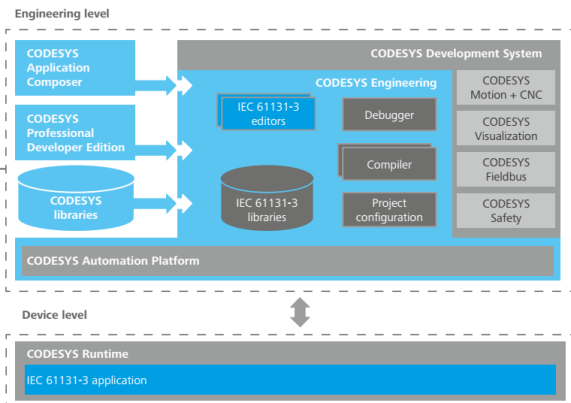 Engineering level
CODESYS
Application
Composer
CODESYS
Professional
Developer Edition
CODESYS
libraries
CODESYS Development System
CODESYS Engineering
IEC 61131-3
editors
Debugger
Compiler
IEC 61131-3
libraries
Project
configuration
CODESYS
Motion + CNC
CODESYS
Visualization
CODESYS
Fieldbus
CODESYS
Safety
CODESYS Automation Platform
Device level
CODESYS Runtime
IEC 61131-3 application